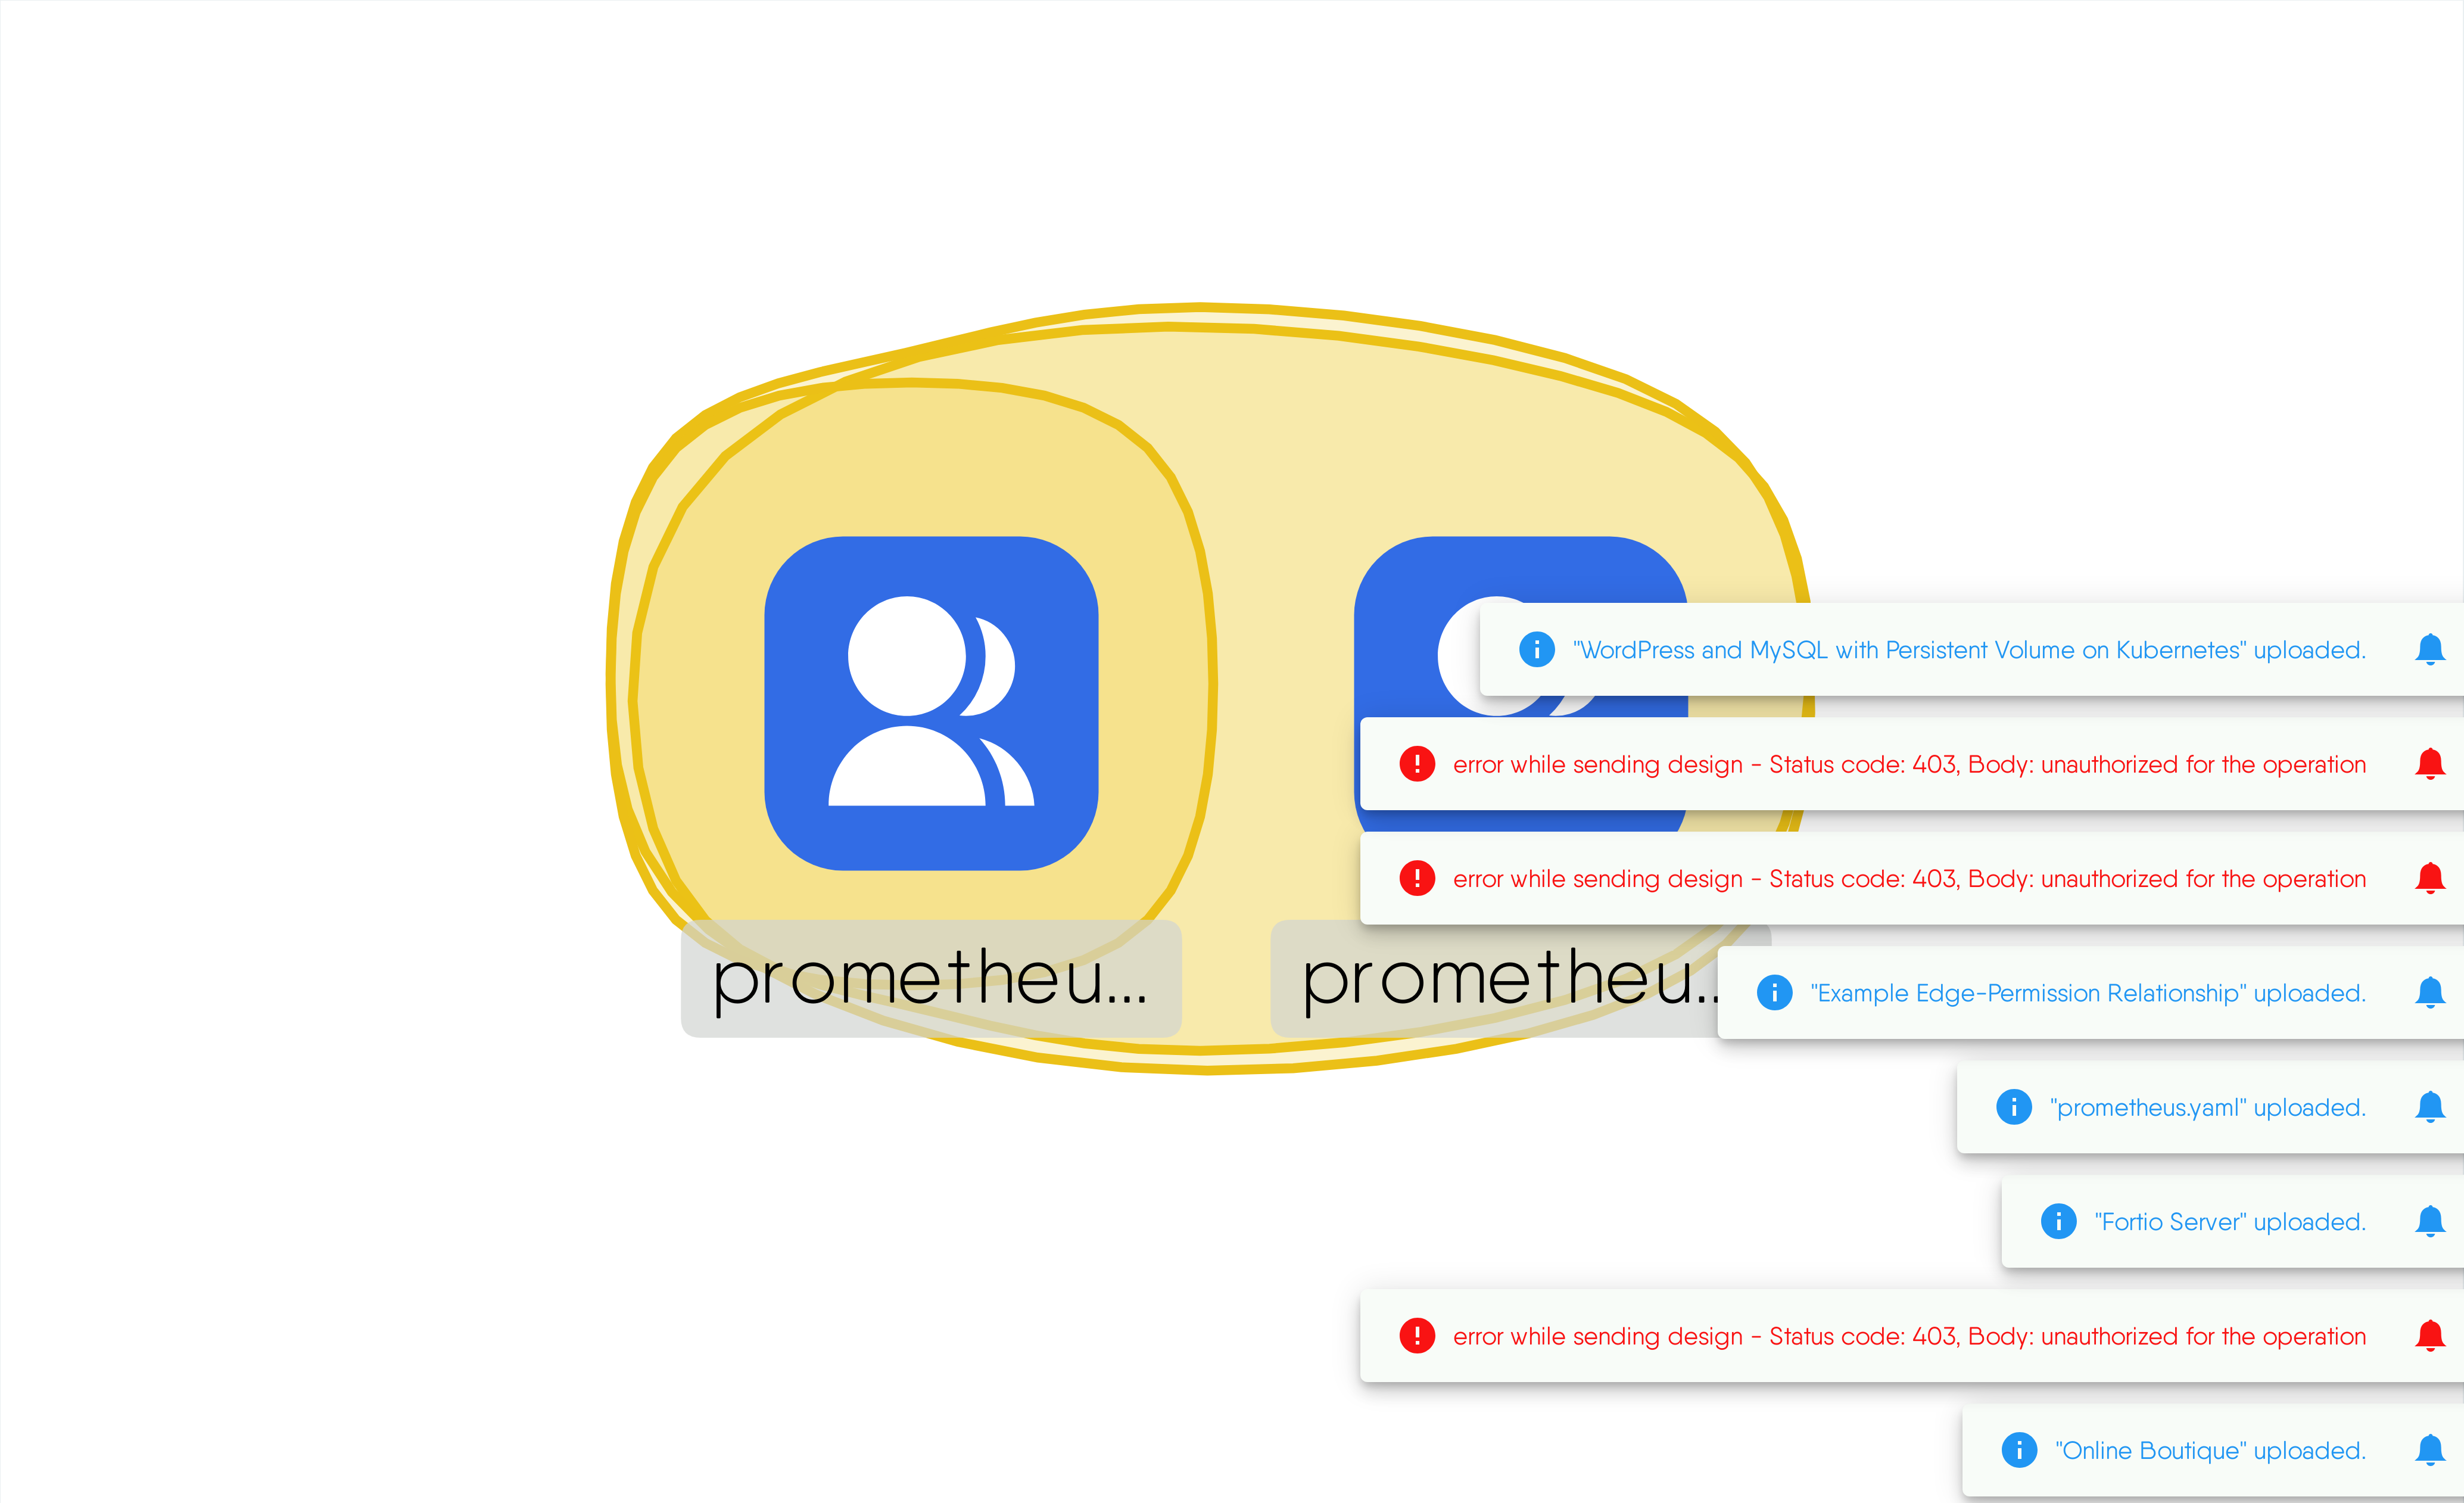 "WordPress and MySQL with Persistent Volume on Kubernetes" uploaded.
error while sending design - Status code: 403, Body: unauthorized for the operation
error while sending design - Status code: 403, Body: unauthorized for the operation
prometheu...
prometheu..
"Example Edge-Permission Relationship" uploaded.
"prometheus.yaml" uploaded.
"Fortio Server" uploaded.
error while sending design - Status code: 403, Body: unauthorized for the operation
"Online Boutique" uploaded.